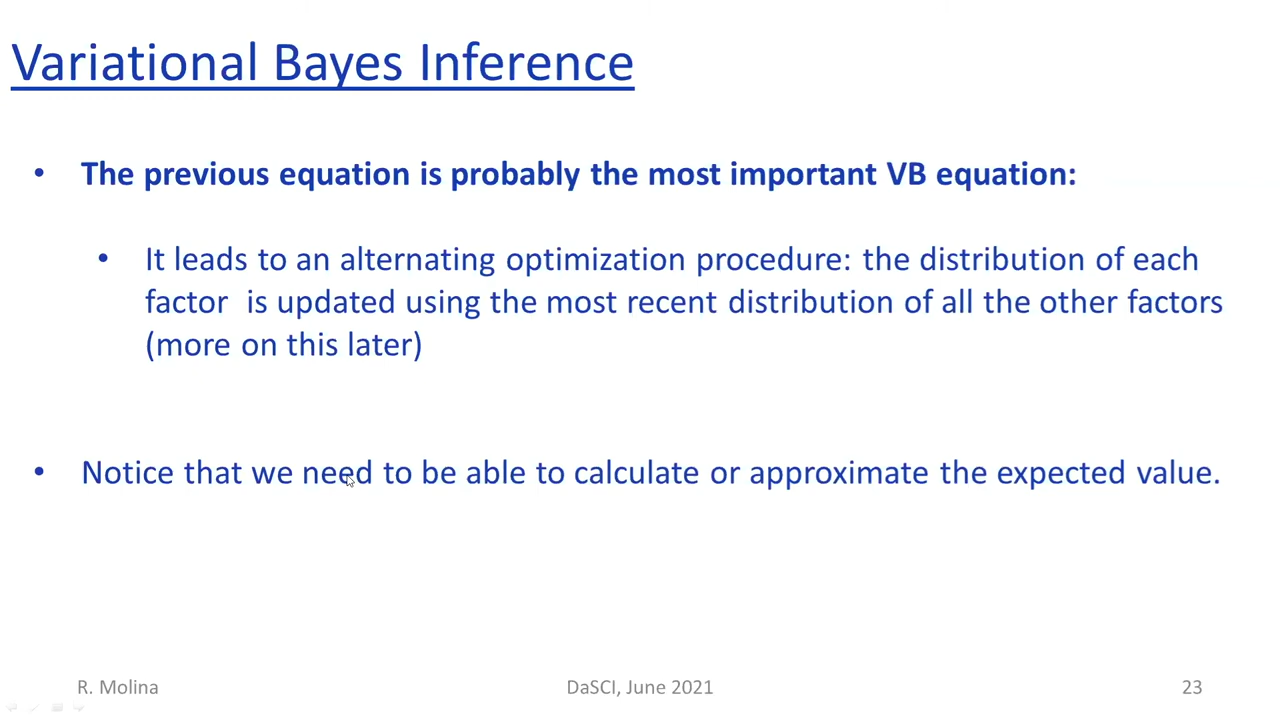 Variational Bayes Inference
• The previous equation is probably the most important VB equation:
• It leads to an alternating optimization procedure: the distribution of each
factor is updated using the most recent distribution of all the other factors
(more on this later)
• Notice that we need to be able to calculate or approximate the expected value.
R. Molina
DaSCI, June 2021
23